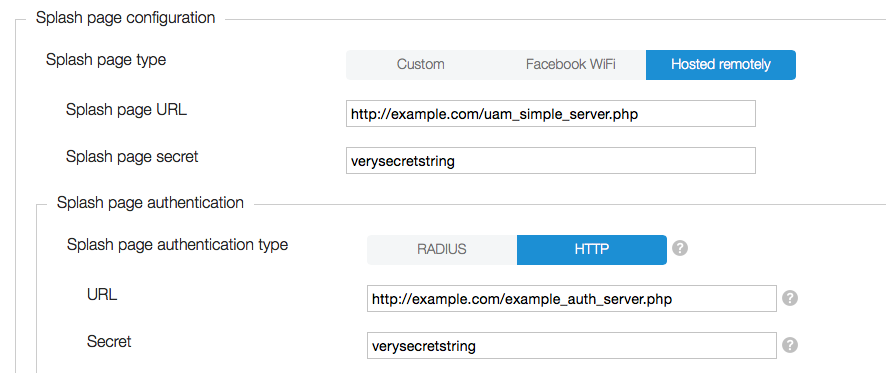 Splash page configuration
Splash page type Custom Facebook WiFi Hosted remotely
Splash page URL http://example.com/uam_simple_server.php
Splash page secret verysecretstring
Splash page authentication
Splash page authentication type RADIUS HTTP ?
URL http://example.com/example_auth_server.php ?
Secret verysecretstring ?